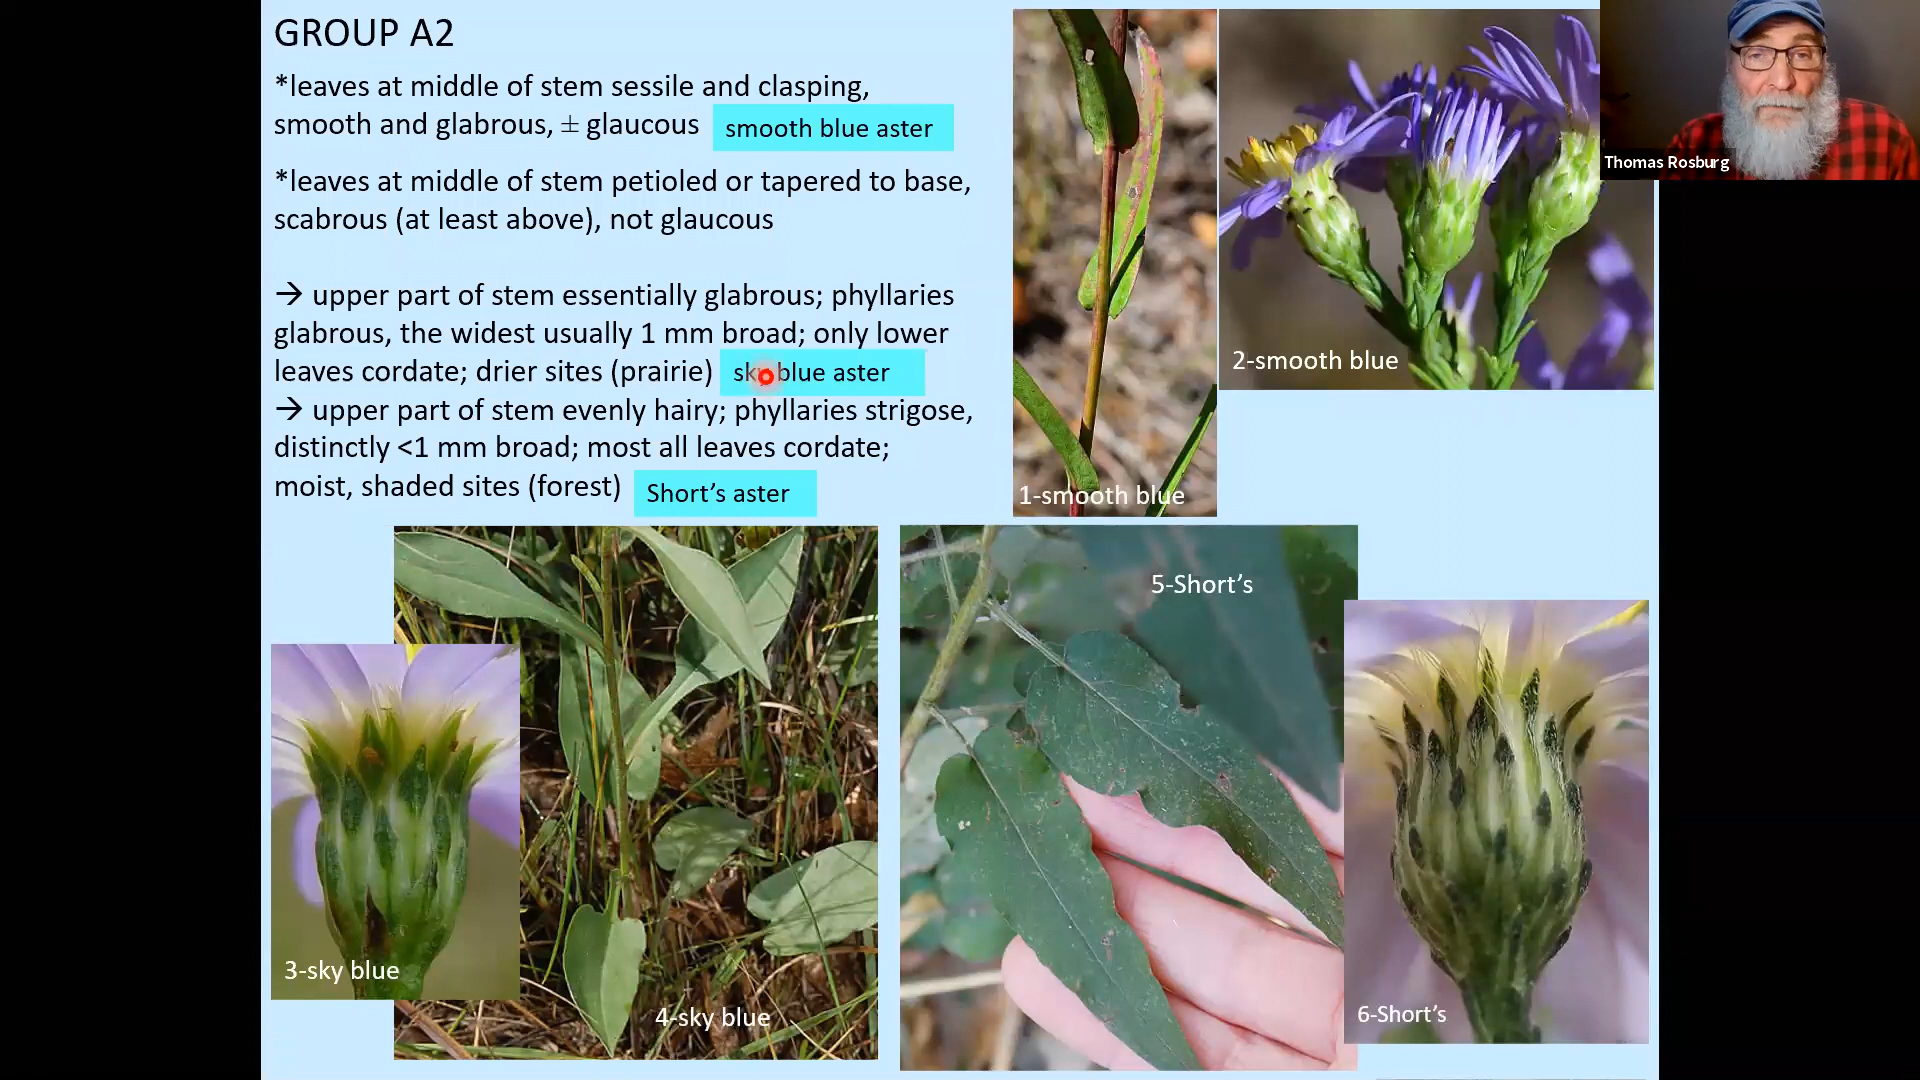 GROUP A2
*leaves at middle of stem sessile and clasping,
smooth and glabrous, ± glaucous
smooth blue aster
*leaves at middle of stem petioled or tapered to base,
scabrous (at least above), not glaucous
→ upper part of stem essentially glabrous; phyllaries
glabrous, the widest usually 1 mm broad; only lower
leaves cordate; drier sites (prairie)
sky blue aster
→ upper part of stem evenly hairy; phyllaries strigose,
distinctly <1 mm broad; most all leaves cordate;
moist, shaded sites (forest)
Short's aster
1-smooth blue
2-smooth blue
Thomas Rosburg
3-sky blue
4-sky blue
5-Short's
6-Short's